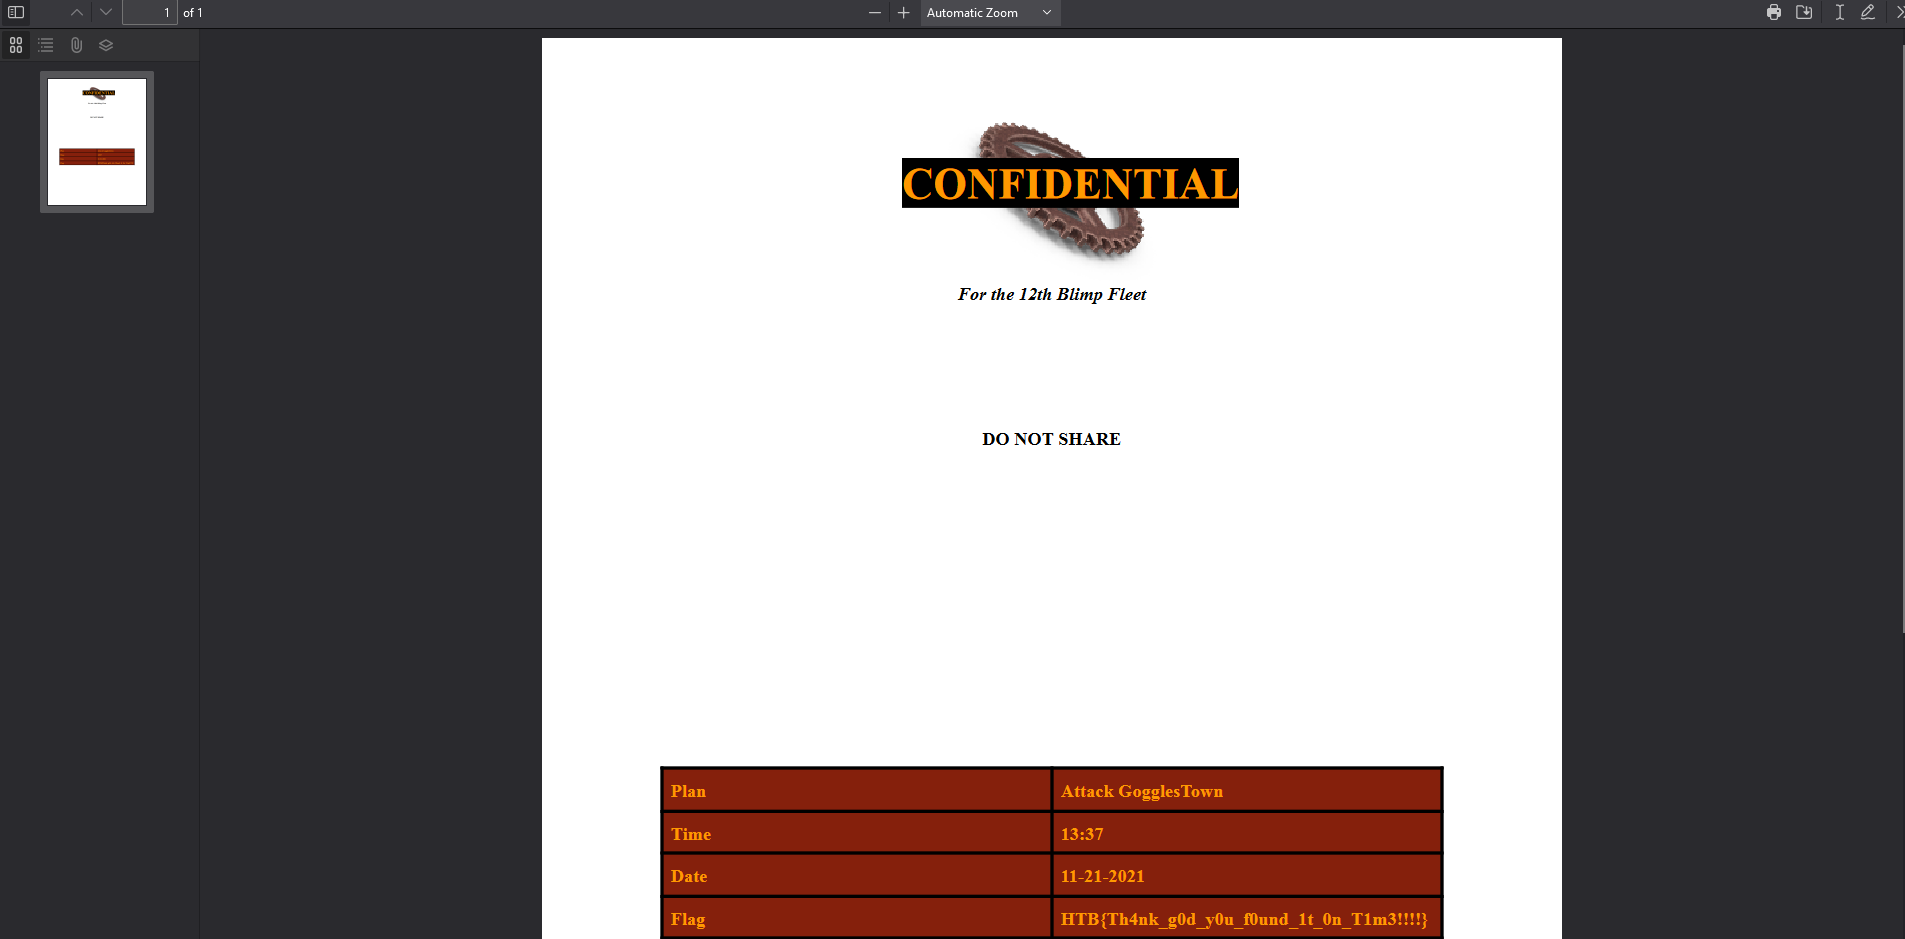 1 of 1
Automatic Zoom
CONFIDENTIAL
For the 12th Blimp Fleet
DO NOT SHARE
Plan Attack GogglesTown
Time 13:37
Date 11-21-2021
Flag HTB{Th4nk_g0d_y0u_f0und_1t_0n_T1m3!!!!}